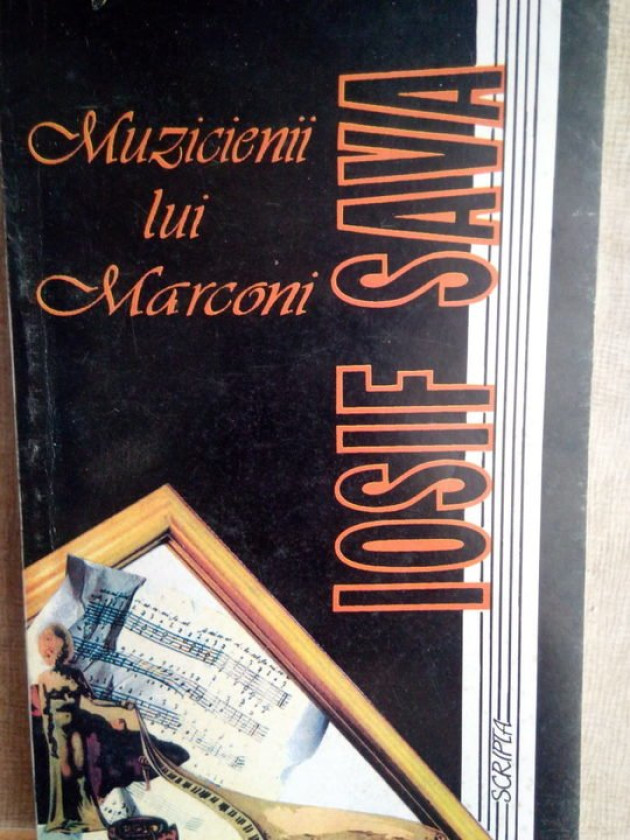 Muzicienii
lui
Marconi
IOSIF SAVA
SCRIPTA